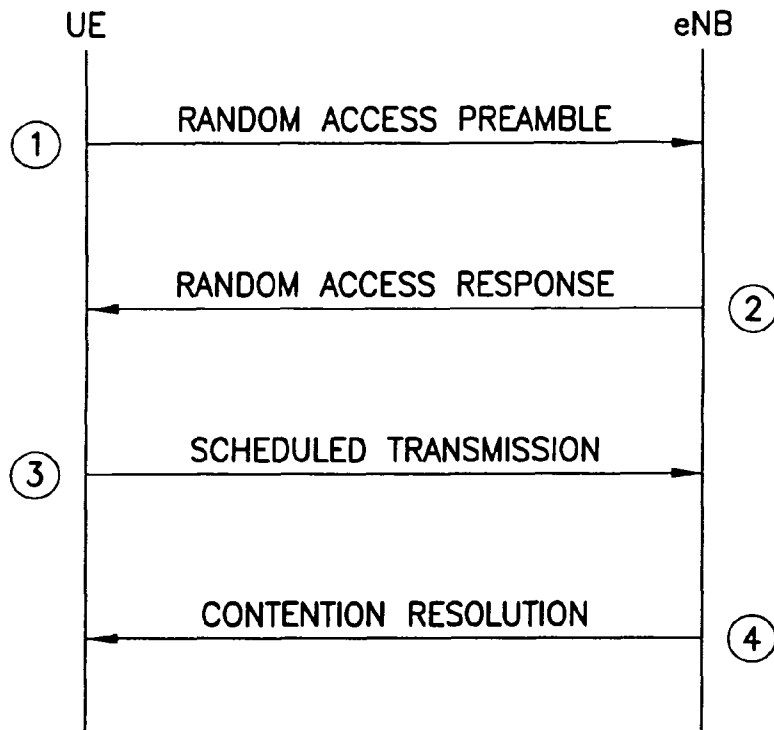 UE
eNB
RANDOM ACCESS PREAMBLE
1
RANDOM ACCESS RESPONSE
2
SCHEDULED TRANSMISSION
3
CONTENTION RESOLUTION
4